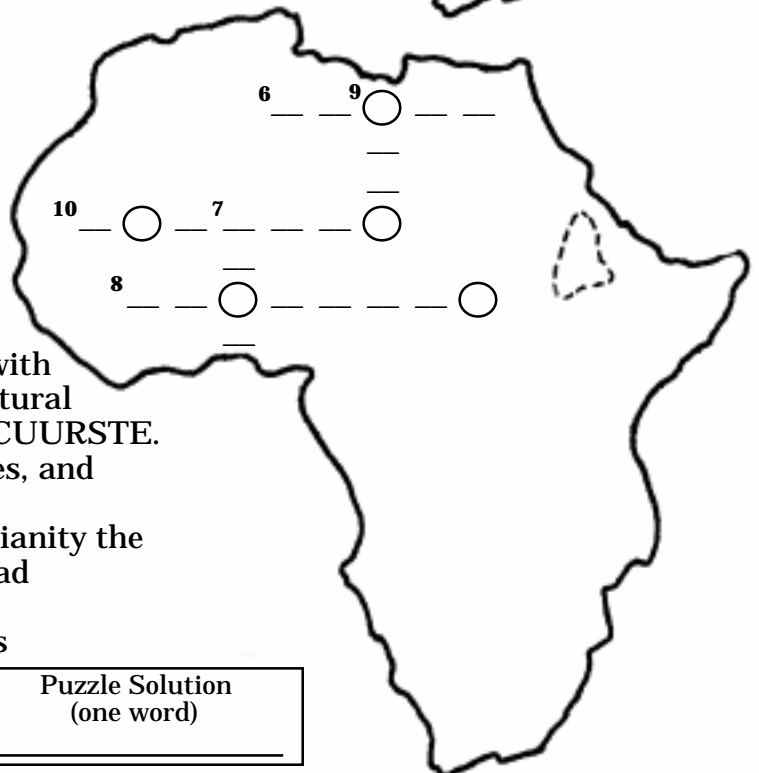 6 9
10 7
8
with
tural
CUURSTE.
es, and
ianity the
ad
s
Puzzle Solution
(one word)